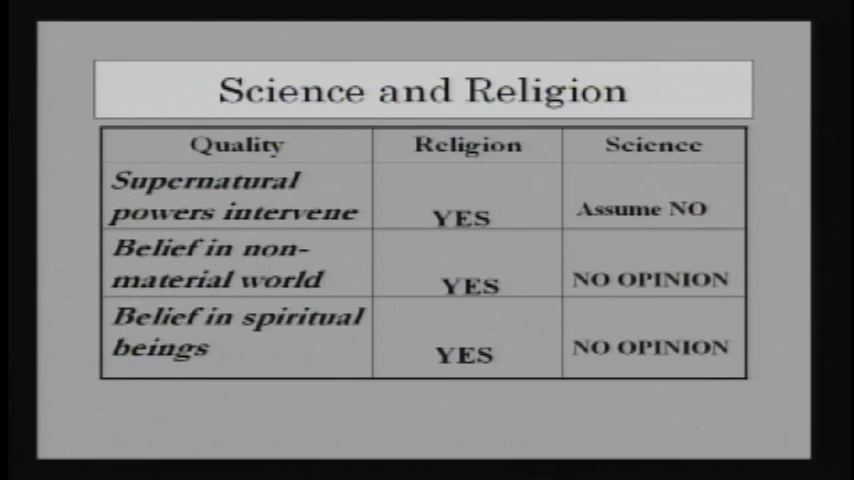 Science and Religion
Quality Religion Science
Supernatural
powers intervene YES Assume NO
Belief in non-
material world YES NO OPINION
Belief in spiritual
beings YES NO OPINION